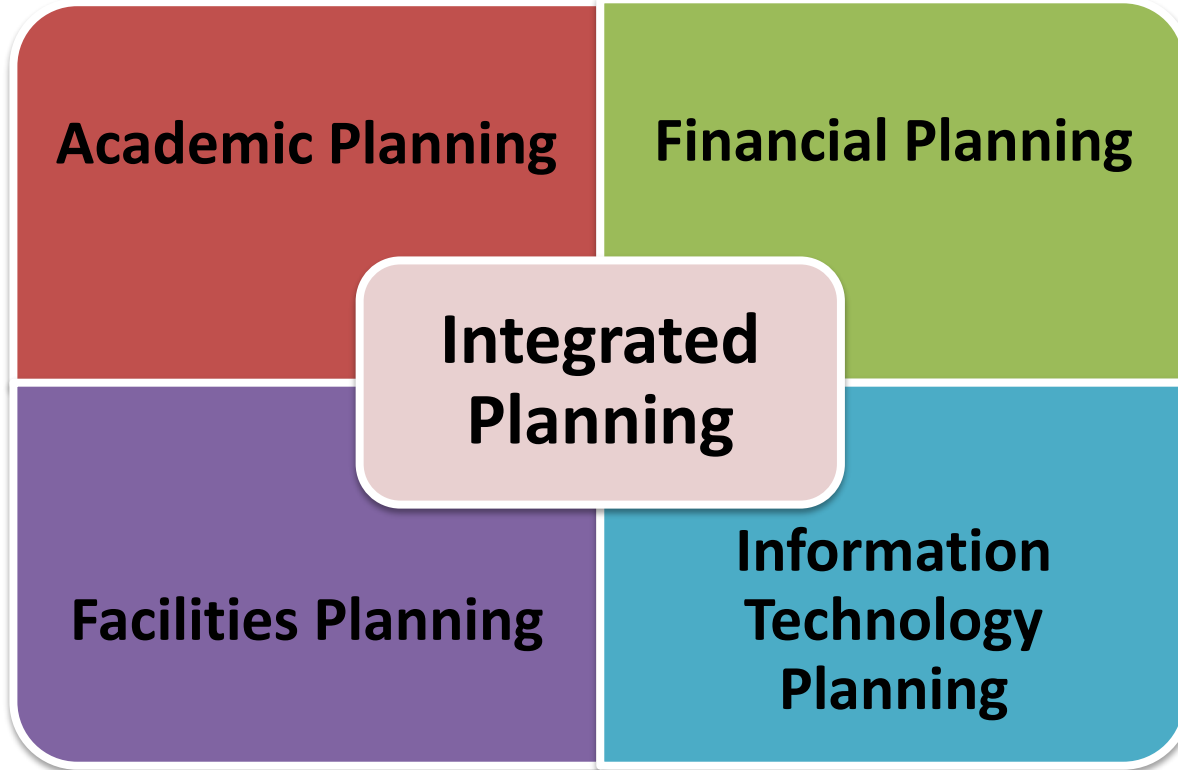 Academic Planning
Financial Planning
Integrated
Planning
Facilities Planning
Information
Technology
Planning